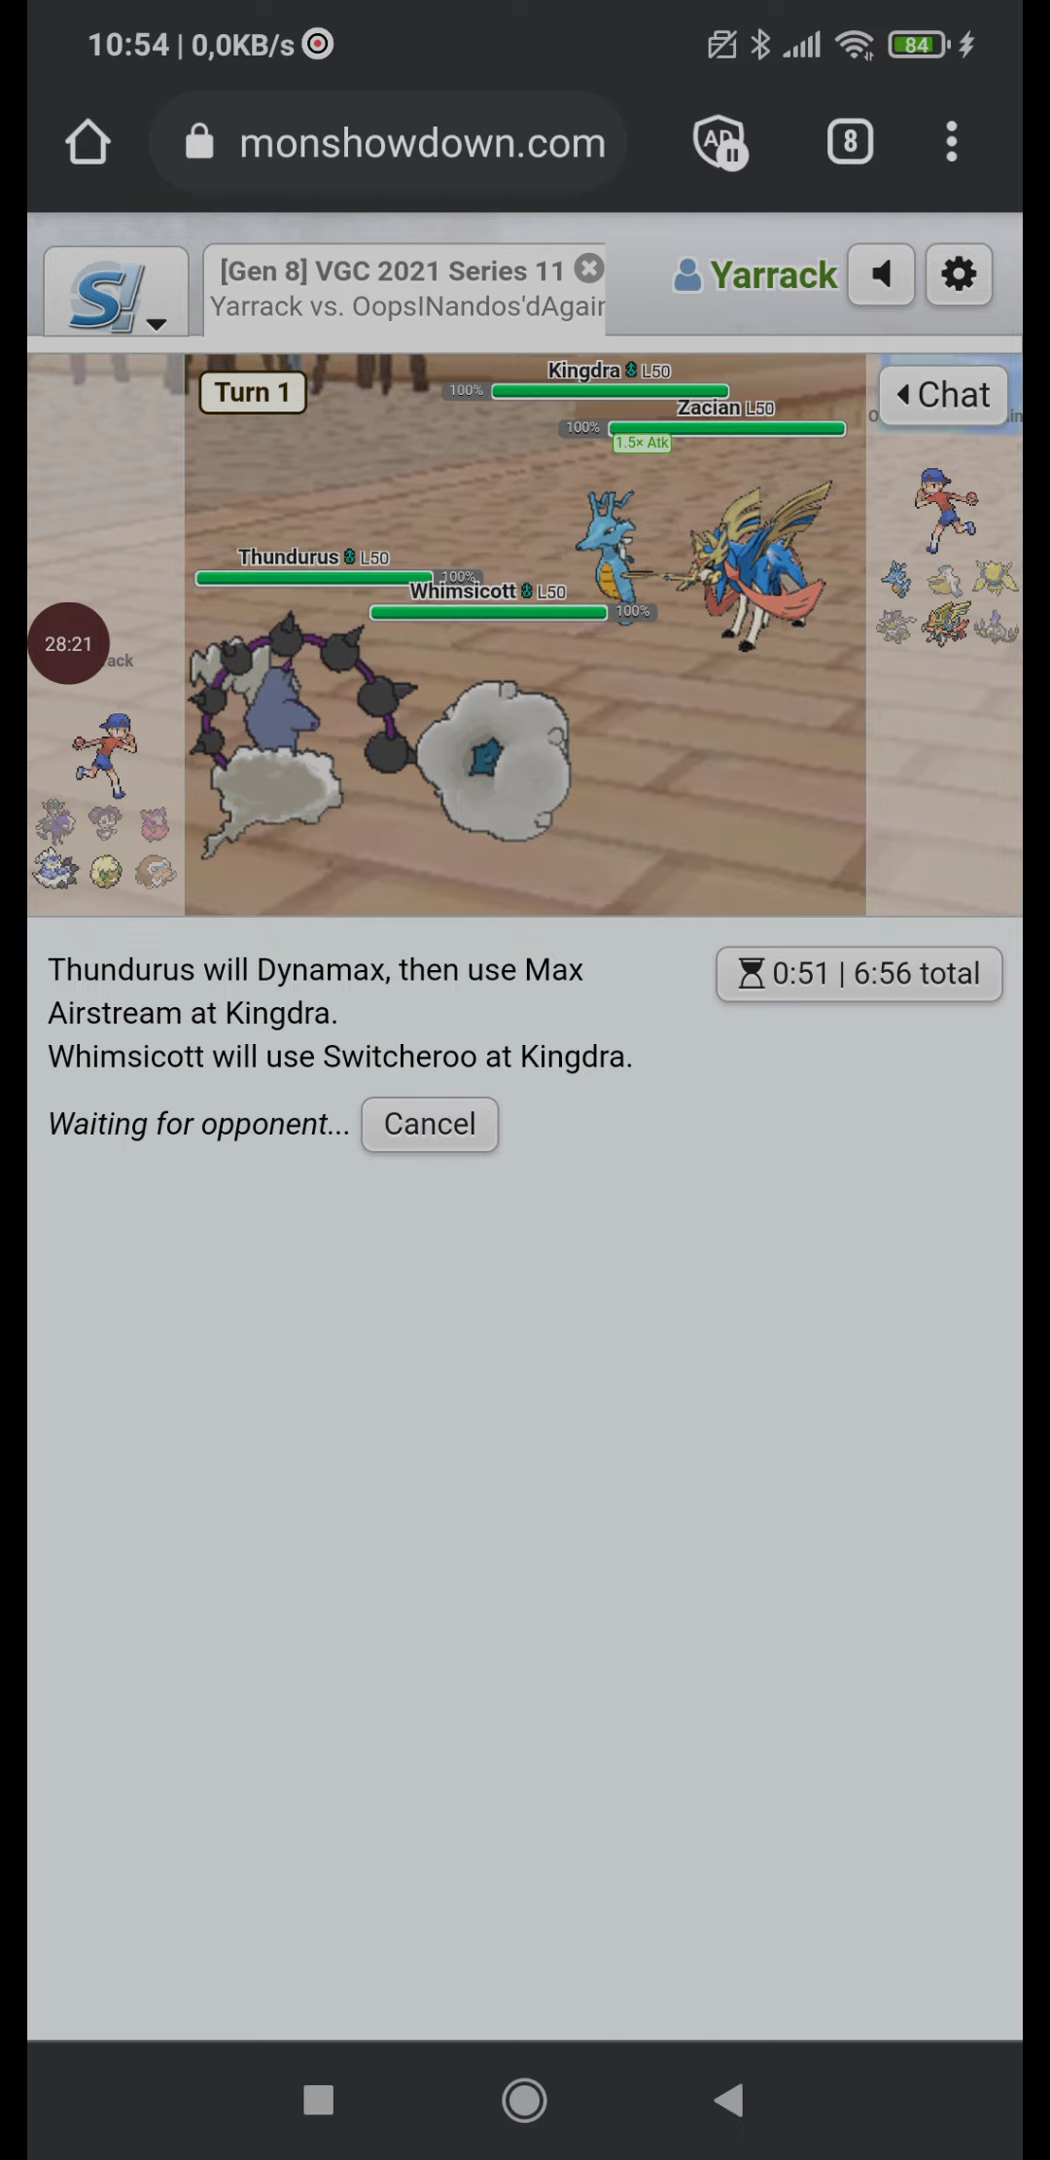 10:54 | 0,0KB/s
84
monshowdown.com
AD
8
[Gen 8] VGC 2021 Series 11
Yarrack vs. OopsINandos'dAgain
Yarrack
Turn 1
Kingdra L50
100%
Zacian L50
100%
1.5× Atk
Chat
Thundurus L50
100%
Whimsicott L50
100%
28:21
ack
Thundurus will Dynamax, then use Max
Airstream at Kingdra.
Whimsicott will use Switcheroo at Kingdra.
0:51 | 6:56 total
Waiting for opponent...
Cancel